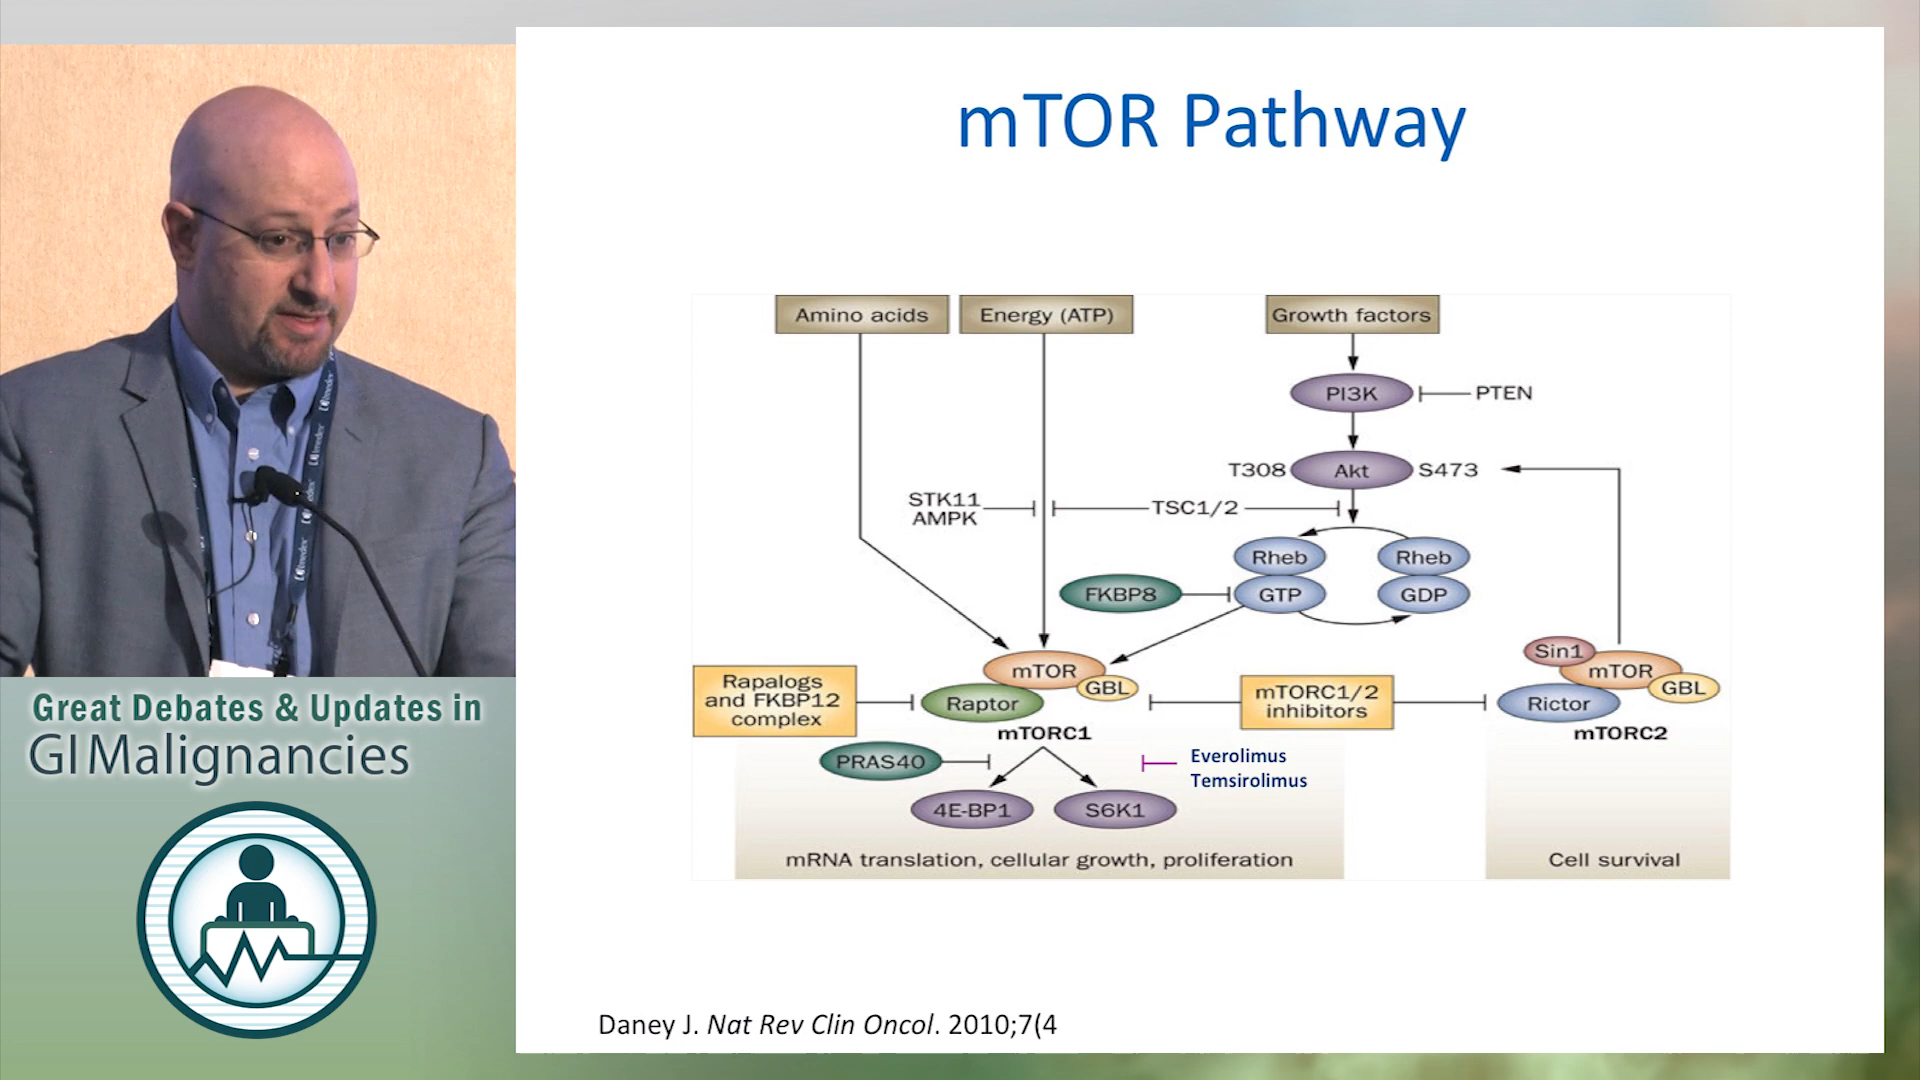 mTOR Pathway
Amino acids
Energy (ATP)
Growth factors
PI3K
PTEN
T308
Akt
S473
STK11
AMPK
TSC1/2
Rheb
Rheb
FKBP8
GTP
GDP
Sin1
mTOR
mTOR
GBL
GBL
Rapalogs
and FKBP12
complex
Raptor
mTORC1/2
inhibitors
Rictor
mTORC1
mTORC2
PRAS40
Everolimus
Temsirolimus
4E-BP1
S6K1
mRNA translation, cellular growth, proliferation
Cell survival
Daney J. Nat Rev Clin Oncol. 2010;7(4
Great Debates & Updates in
GI Malignancies